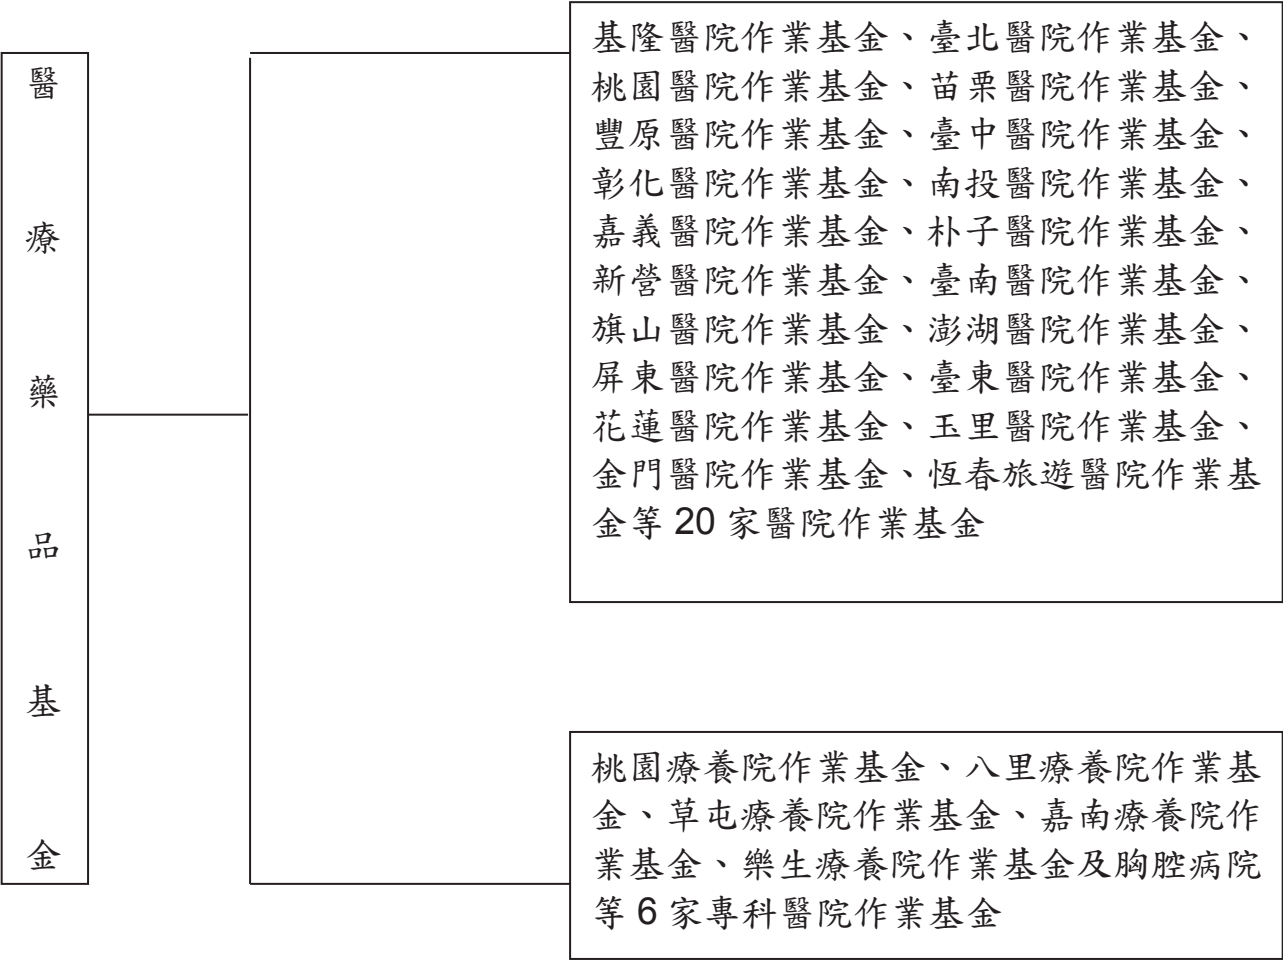 醫療藥品基金
基隆醫院作業基金、臺北醫院作業基金、
桃園醫院作業基金、苗栗醫院作業基金、
豐原醫院作業基金、臺中醫院作業基金、
彰化醫院作業基金、南投醫院作業基金、
嘉義醫院作業基金、朴子醫院作業基金、
新營醫院作業基金、臺南醫院作業基金、
旗山醫院作業基金、澎湖醫院作業基金、
屏東醫院作業基金、臺東醫院作業基金、
花蓮醫院作業基金、玉里醫院作業基金、
金門醫院作業基金、恆春旅遊醫院作業基
金等 20 家醫院作業基金
桃園療養院作業基金、八里療養院作業基
金、草屯療養院作業基金、嘉南療養院作
業基金、樂生療養院作業基金及胸腔病院
等 6 家專科醫院作業基金